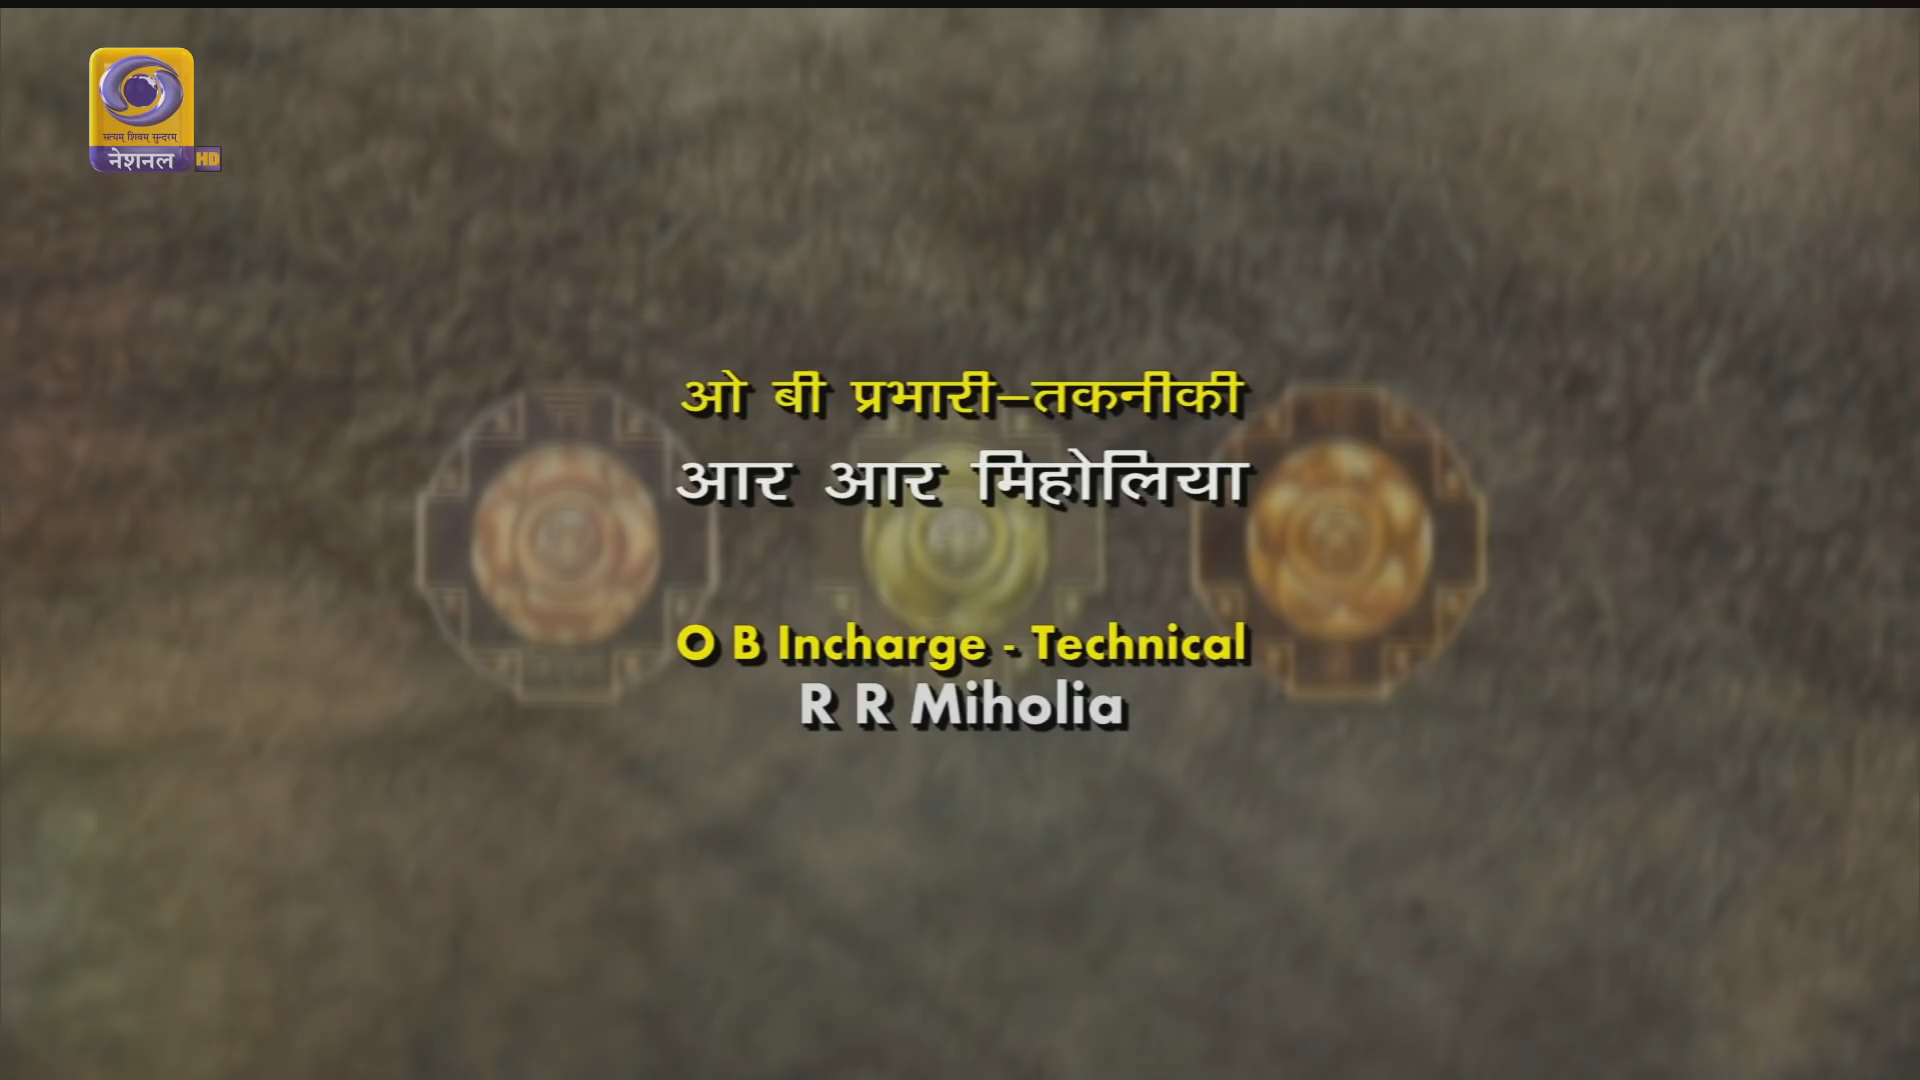 सत्यम् शिवम् सुन्दरम्
नेशनल HD
ओ बी प्रभारी–तकनीकी
आर आर मिहोलिया
O B Incharge - Technical
R R Miholia